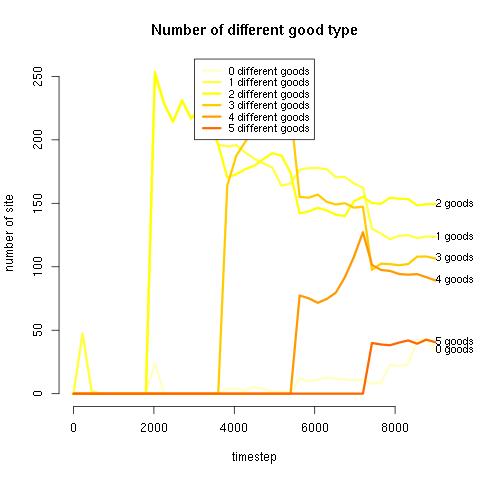 Number of different good type
0 different goods
1 different goods
2 different goods
3 different goods
4 different goods
5 different goods
number of site
250
200
150
100
50
0
2 goods
1 goods
3 goods
4 goods
5 goods
0 goods
0 2000 4000 6000 8000
timestep